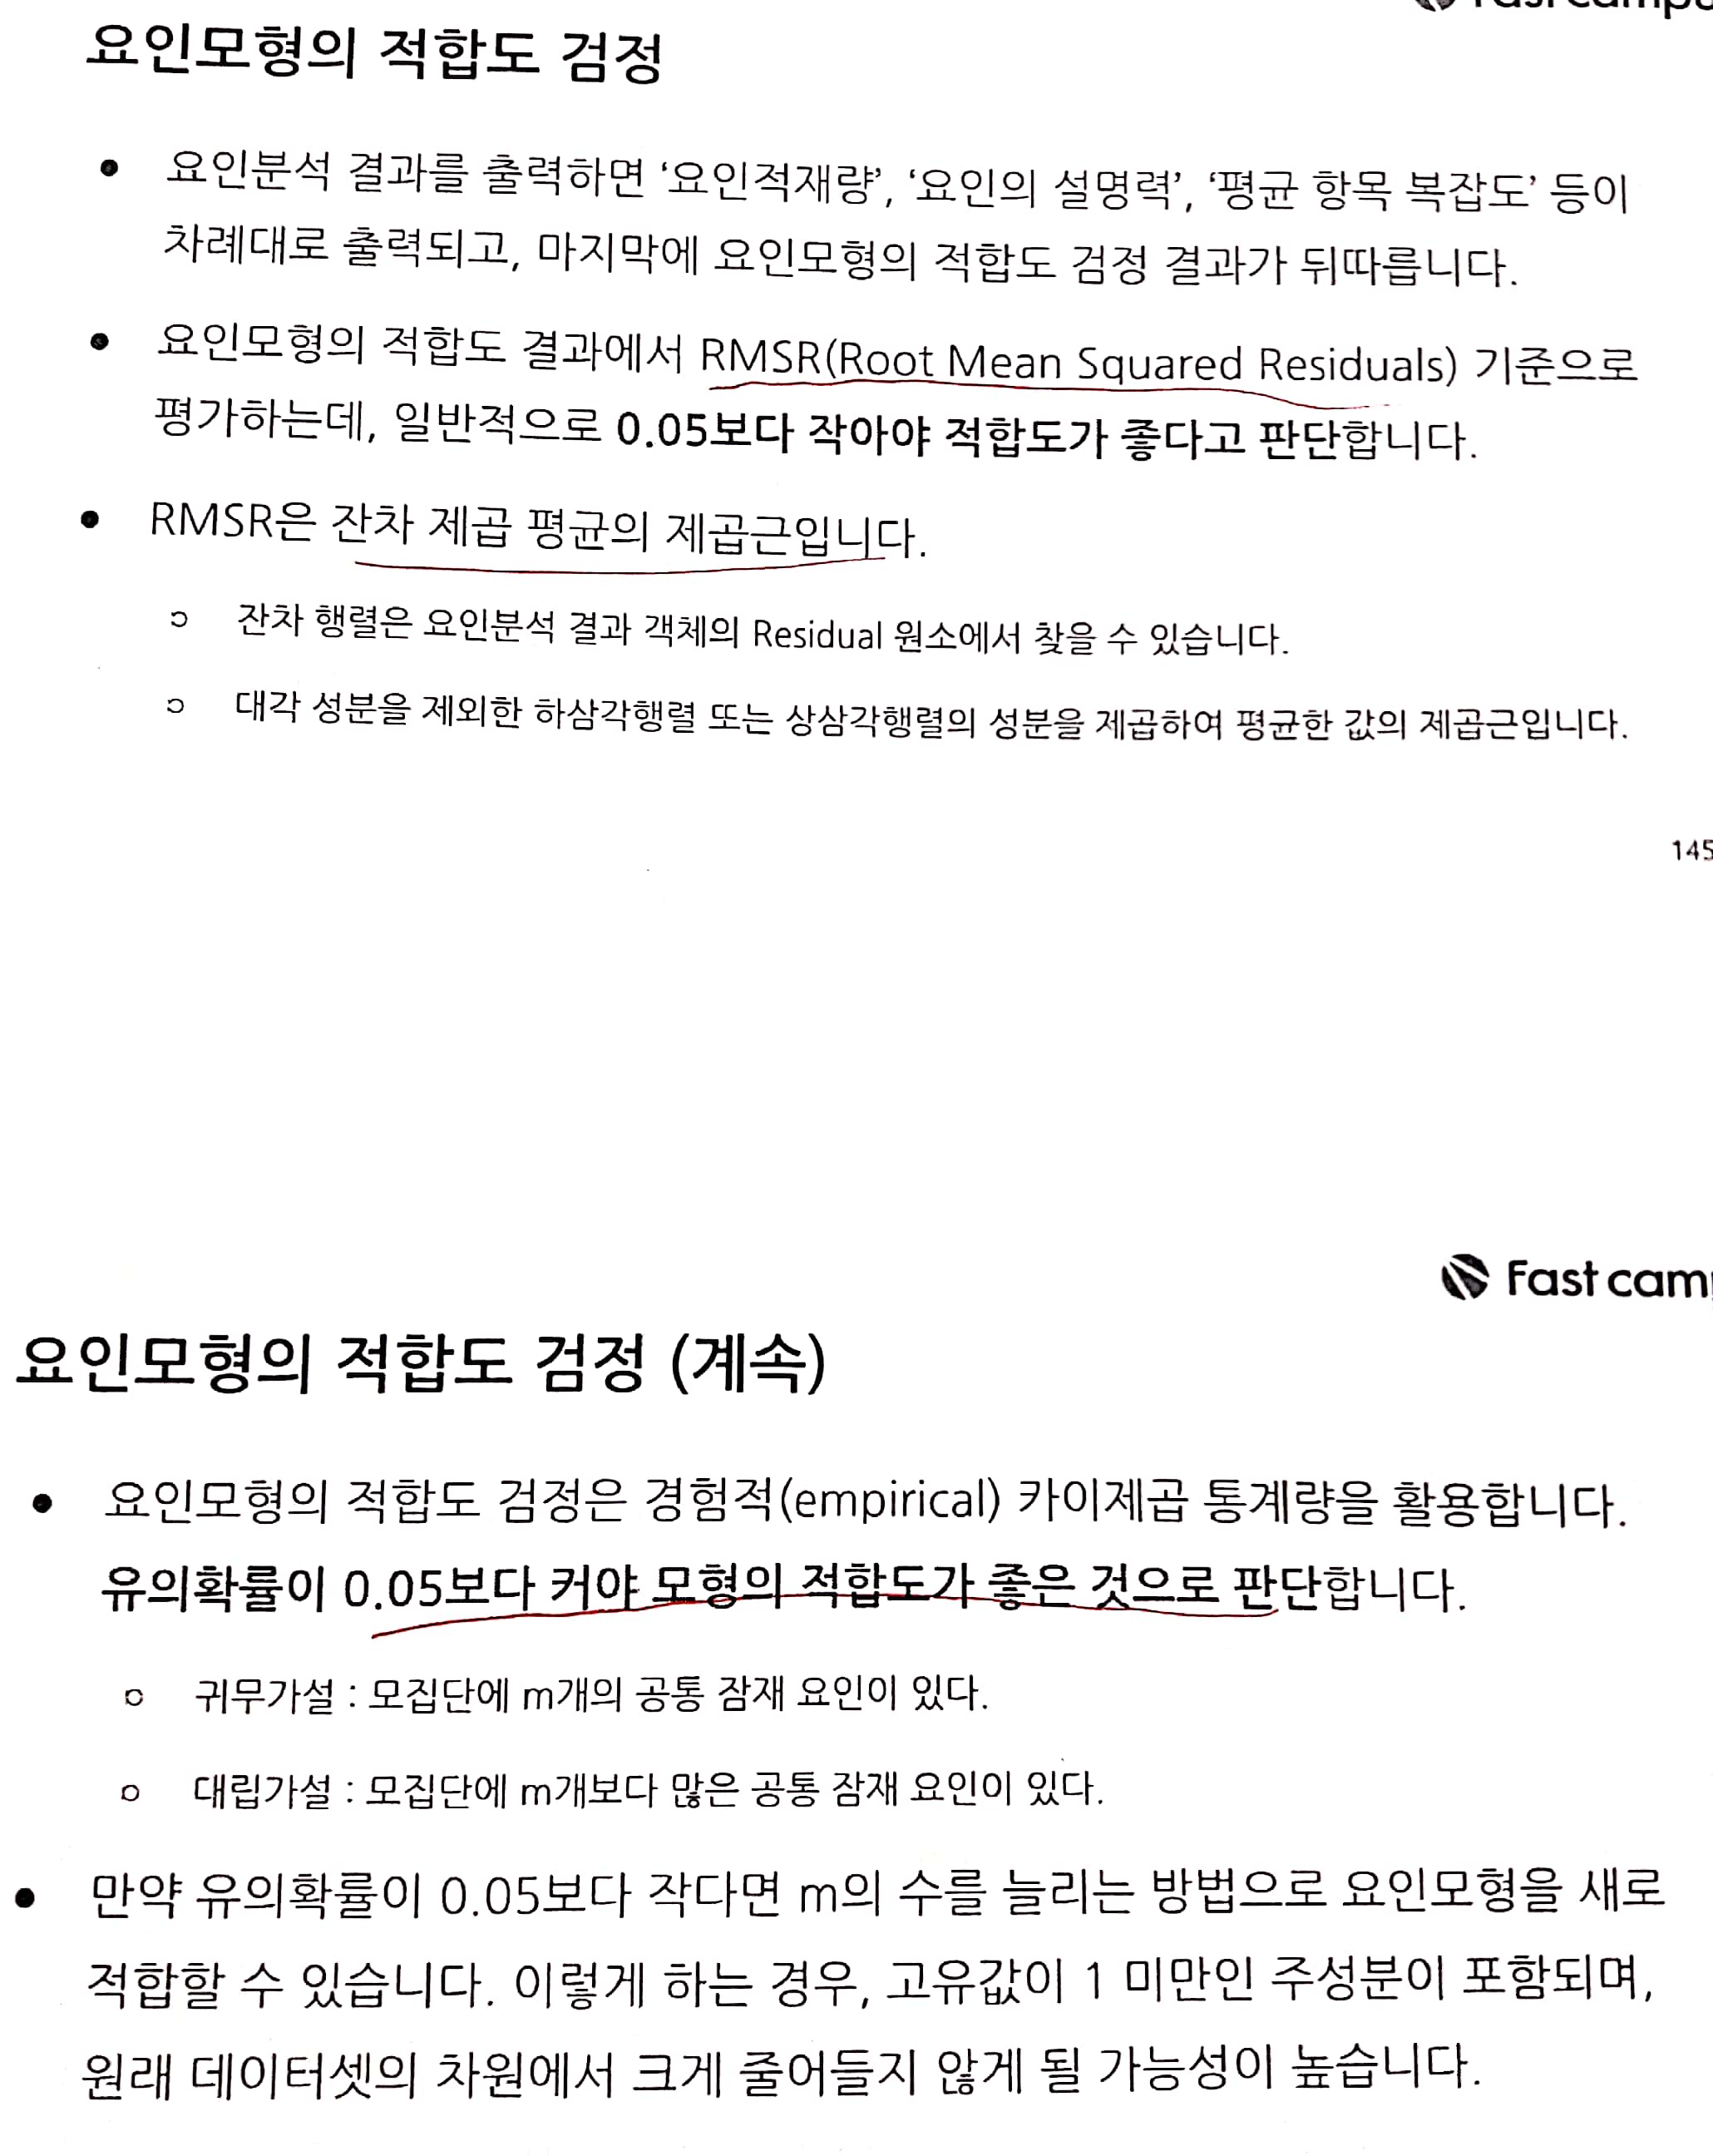 요인모형의 적합도 검정
• 요인분석 결과를 출력하면 ‘요인적재량’, ‘요인의 설명력’, ‘평균 항목 복잡도’ 등이
차례대로 출력되고, 마지막에 요인모형의 적합도 검정 결과가 뒤따릅니다.
• 요인모형의 적합도 결과에서 RMSR(Root Mean Squared Residuals) 기준으로
평가하는데, 일반적으로 0.05보다 작아야 적합도가 좋다고 판단합니다.
• RMSR은 잔차 제곱 평균의 제곱근입니다.
○ 잔차 행렬은 요인분석 결과 객체의 Residual 원소에서 찾을 수 있습니다.
○ 대각 성분을 제외한 하삼각행렬 또는 상삼각행렬의 성분을 제곱하여 평균한 값의 제곱근입니다.
145
Fast cam
요인모형의 적합도 검정 (계속)
• 요인모형의 적합도 검정은 경험적(empirical) 카이제곱 통계량을 활용합니다.
유의확률이 0.05보다 커야 모형의 적합도가 좋은 것으로 판단합니다.
○ 귀무가설 : 모집단에 m개의 공통 잠재 요인이 있다.
○ 대립가설 : 모집단에 m개보다 많은 공통 잠재 요인이 있다.
• 만약 유의확률이 0.05보다 작다면 m의 수를 늘리는 방법으로 요인모형을 새로
적합할 수 있습니다. 이렇게 하는 경우, 고유값이 1 미만인 주성분이 포함되며,
원래 데이터셋의 차원에서 크게 줄어들지 않게 될 가능성이 높습니다.